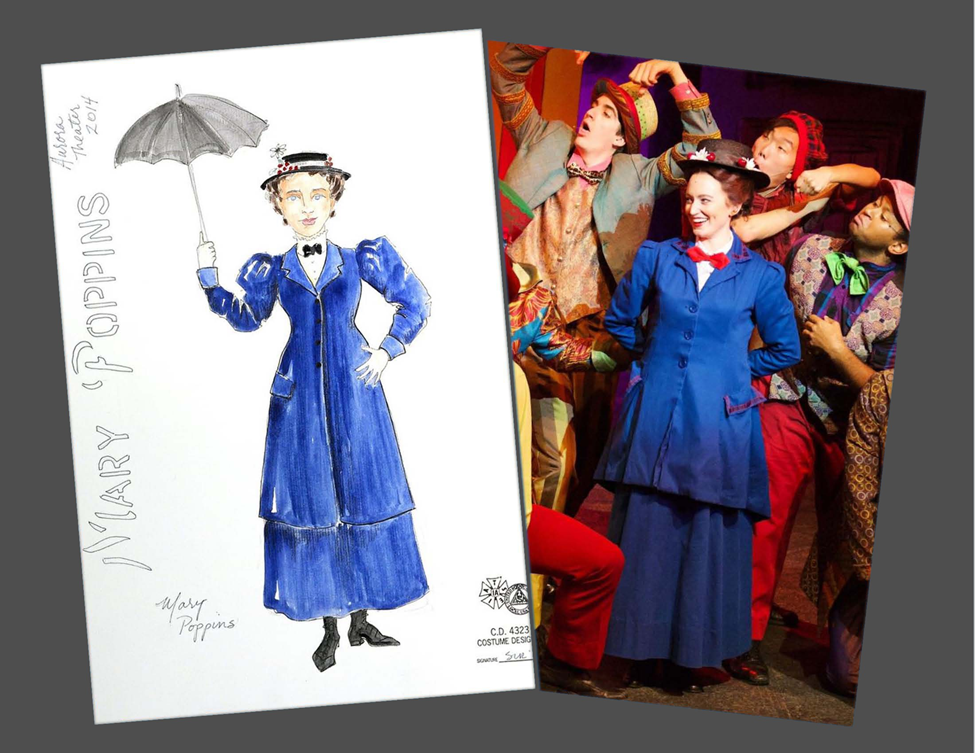 Aurora
Theater
2014
MARY POPPINS
Mary
Poppins
C.D. 4323
COSTUME DESIG
SIGNATURE